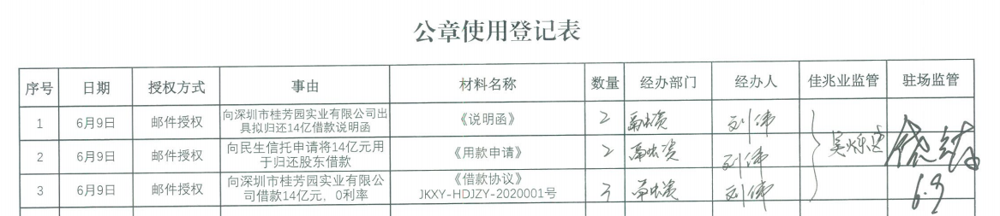 公章使用登记表
序号 日期 授权方式 事由 材料名称 数量 经办部门 经办人 佳兆业监管 驻场监管
1 6月9日 邮件授权 向深圳市桂芳园实业有限公司出 《说明函》 2 融资 刘伟
具拟归还14亿借款说明函
2 6月9日 邮件授权 向民生信托申请将14亿元用 《用款申请》 2 融资 刘伟
于归还股东借款
3 6月9日 邮件授权 向深圳市桂芳园实业有限公 《借款协议》 3 融资 刘伟
司借款14亿元，0利率 JKXY-HDJZY-2020001号
6.9